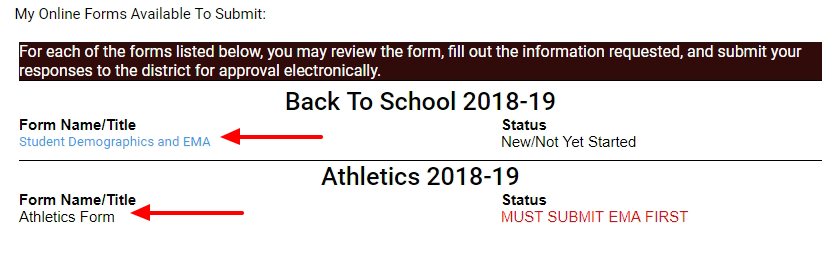 My Online Forms Available To Submit:
For each of the forms listed below, you may review the form, fill out the information requested, and submit your
responses to the district for approval electronically.
Back To School 2018-19
Form Name/Title Status
Student Demographics and EMA New/Not Yet Started
Athletics 2018-19
Form Name/Title Status
Athletics Form MUST SUBMIT EMA FIRST